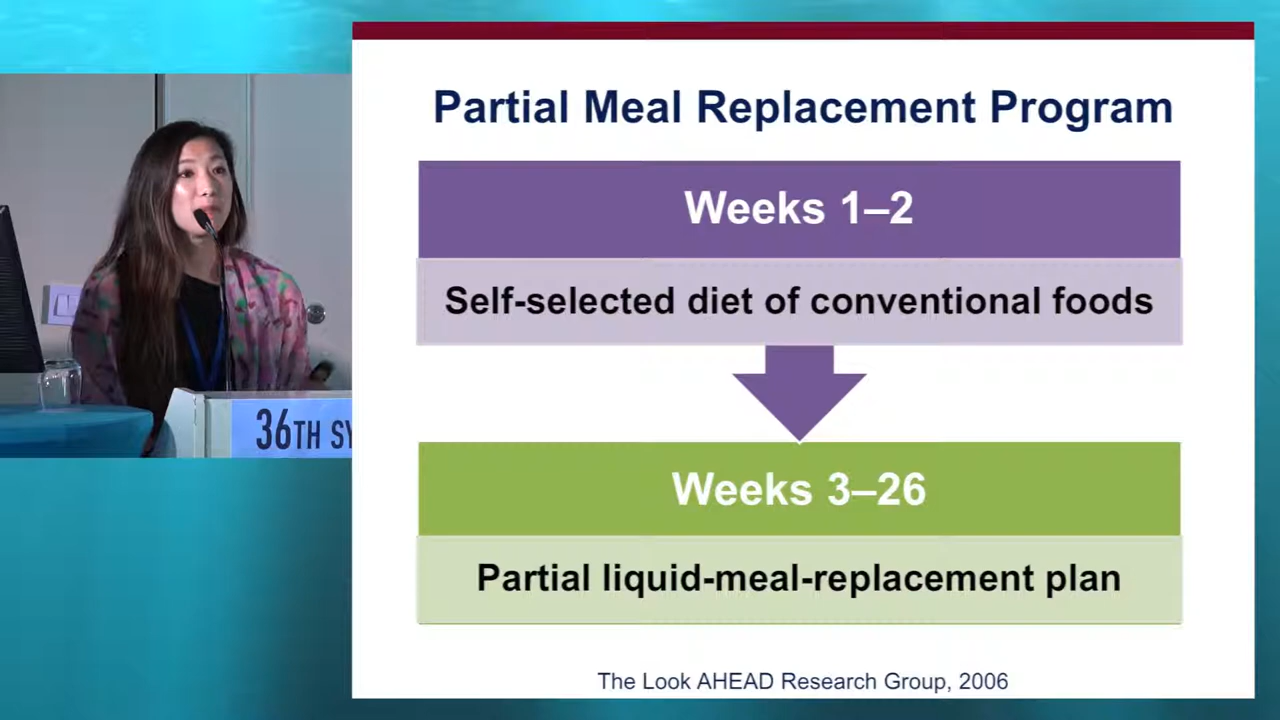 Partial Meal Replacement Program
Weeks 1–2
Self-selected diet of conventional foods
Weeks 3–26
Partial liquid-meal-replacement plan
The Look AHEAD Research Group, 2006
36TH SY